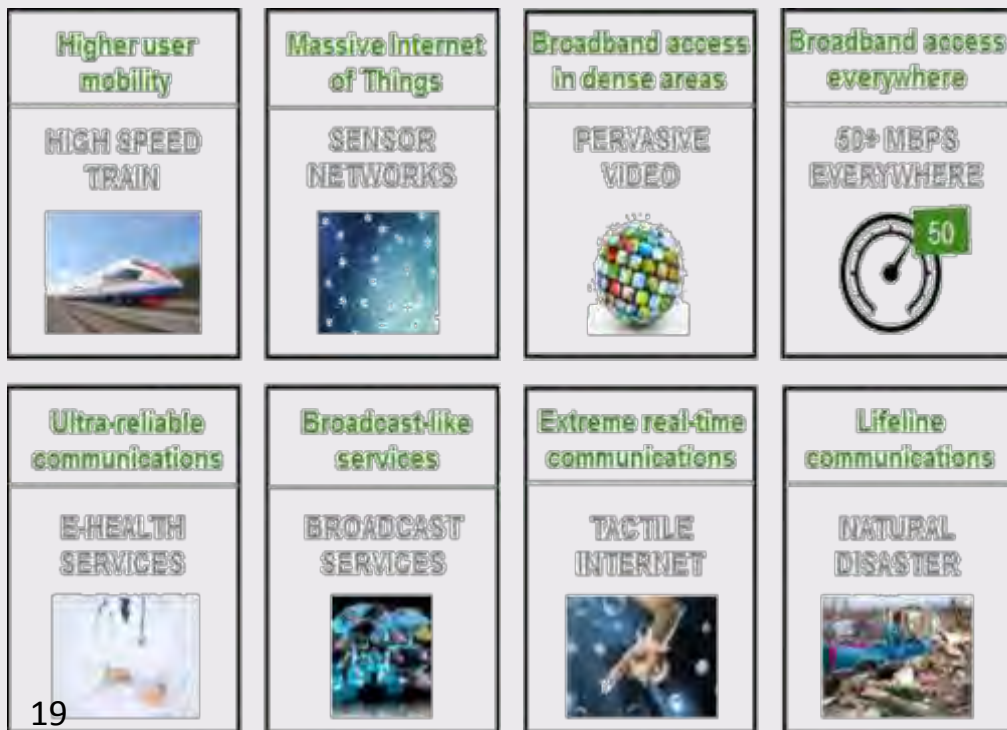 Higher user
mobility
HIGH SPEED
TRAIN
Massive Internet
of Things
SENSOR
NETWORKS
Broadband access
in dense areas
PERVASIVE
VIDEO
Broadband access
everywhere
50+ MBPS
EVERYWHERE
50
Ultra-reliable
communications
E-HEALTH
SERVICES
Broadcast-like
services
BROADCAST
SERVICES
Extreme real-time
communications
TACTILE
INTERNET
Lifeline
communications
NATURAL
DISASTER
19